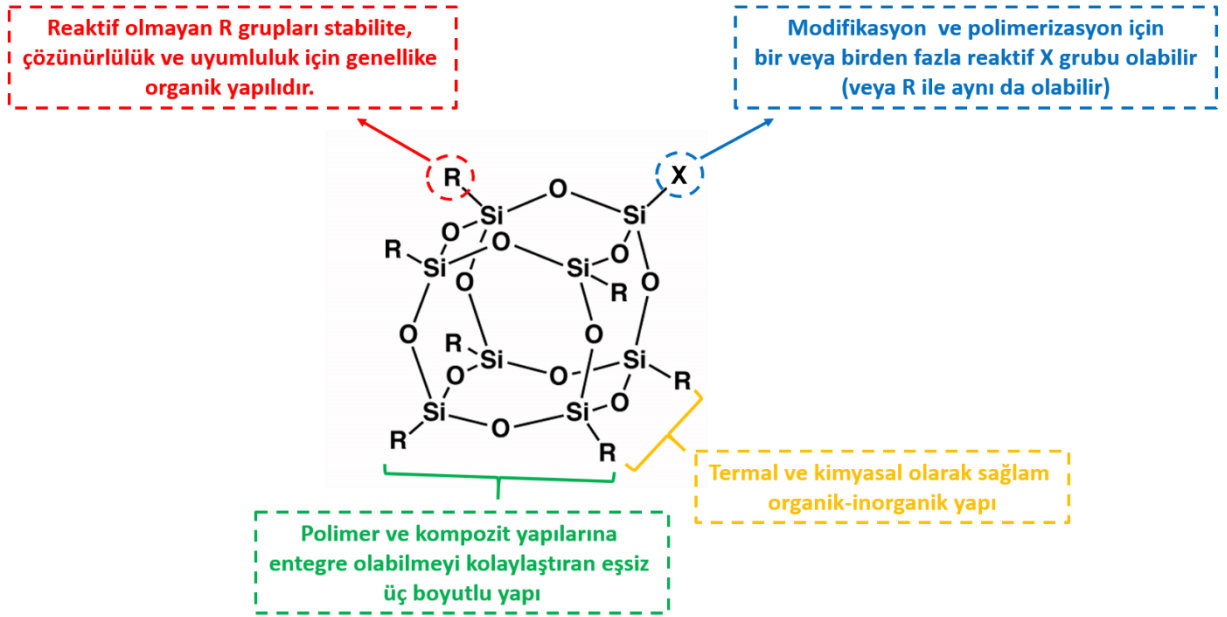 Reaktif olmayan R grupları stabilite,
çözünürlülük ve uyumluluk için genellike
organik yapılıdır.
Modifikasyon ve polimerizasyon için
bir veya birden fazla reaktif X grubu olabilir
(veya R ile aynı da olabilir)
R
X
O
Si
Si
O
O
O
R
Si
Si
O
O
R
O
O
R
Si
Si
O
O
R
Si
Si
O
R
O
R
Termal ve kimyasal olarak sağlam
organik-inorganik yapı
Polimer ve kompozit yapılarına
entegre olabilmeyi kolaylaştıran eşsiz
üç boyutlu yapı